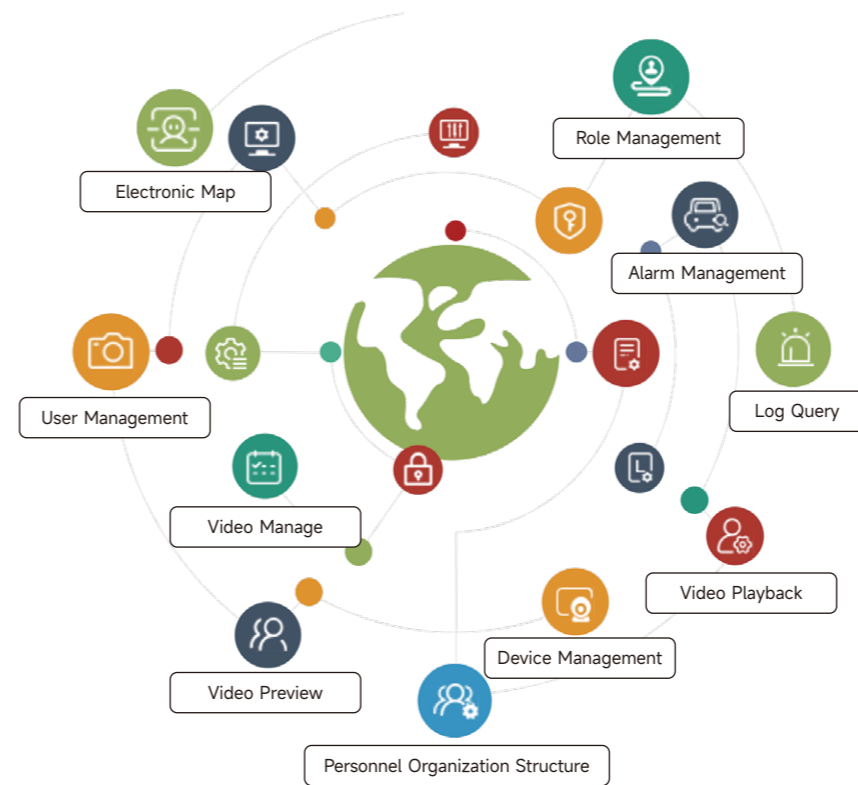 Role Management
Electronic Map
Alarm Management
User Management
Log Query
Video Manage
Video Playback
Device Management
Video Preview
Personnel Organization Structure